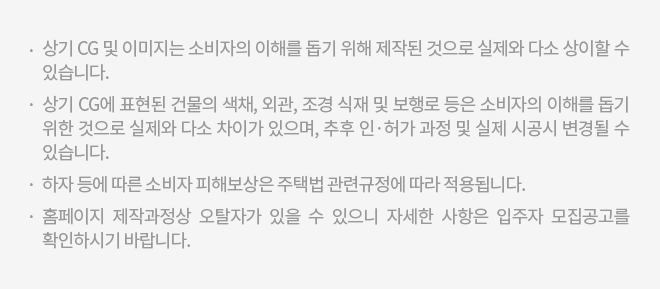 · 상기 CG 및 이미지는 소비자의 이해를 돕기 위해 제작된 것으로 실제와 다소 상이할 수
있습니다.
· 상기 CG에 표현된 건물의 색채, 외관, 조경 식재 및 보행로 등은 소비자의 이해를 돕기
위한 것으로 실제와 다소 차이가 있으며, 추후 인·허가 과정 및 실제 시공시 변경될 수
있습니다.
· 하자 등에 따른 소비자 피해보상은 주택법 관련규정에 따라 적용됩니다.
· 홈페이지 제작과정상 오탈자가 있을 수 있으니 자세한 사항은 입주자 모집공고를
확인하시기 바랍니다.